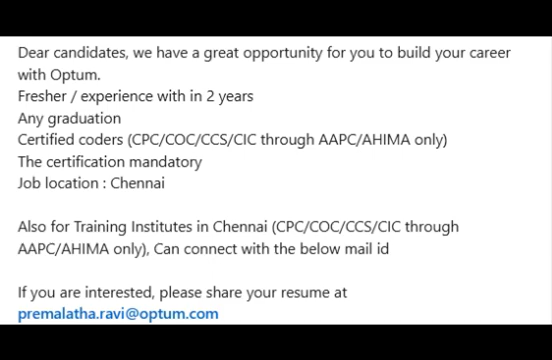 Dear candidates, we have a great opportunity for you to build your career
with Optum.
Fresher / experience with in 2 years
Any graduation
Certified coders (CPC/COC/CCS/CIC through AAPC/AHIMA only)
The certification mandatory
Job location : Chennai
Also for Training Institutes in Chennai (CPC/COC/CCS/CIC through
AAPC/AHIMA only), Can connect with the below mail id
If you are interested, please share your resume at
premalatha.ravi@optum.com